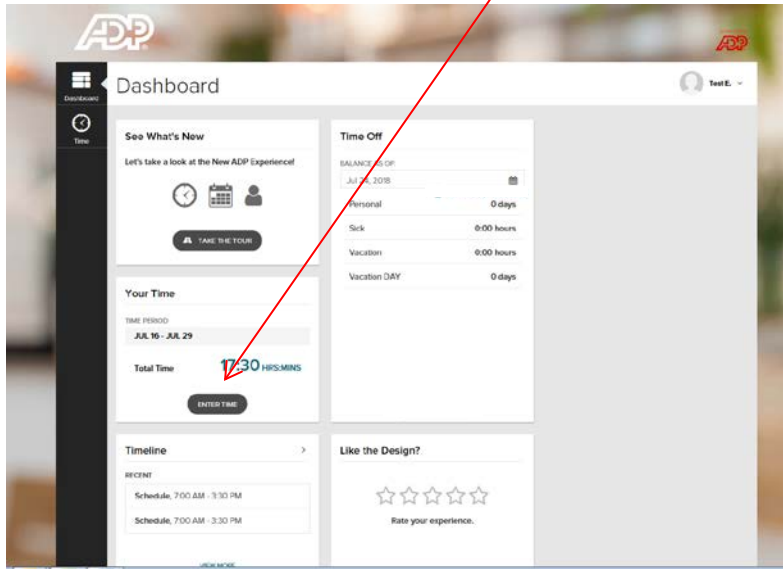 ADP
ADP
Dashboard
Dashboard
Test E.
Time
See What's New
Let's take a look at the New ADP Experience!
TAKE THE TOUR
Time Off
BALANCE AS OF:
Jul 24, 2018
Personal 0 days
Sick 0:00 hours
Vacation 0:00 hours
Vacation DAY 0 days
Your Time
TIME PERIOD
JUL 16 - JUL 29
Total Time 17:30 HRS:MINS
ENTER TIME
Timeline
RECENT
Schedule, 7:00 AM - 3:30 PM
Schedule, 7:00 AM - 3:30 PM
VIEW MORE
Like the Design?
Rate your experience.